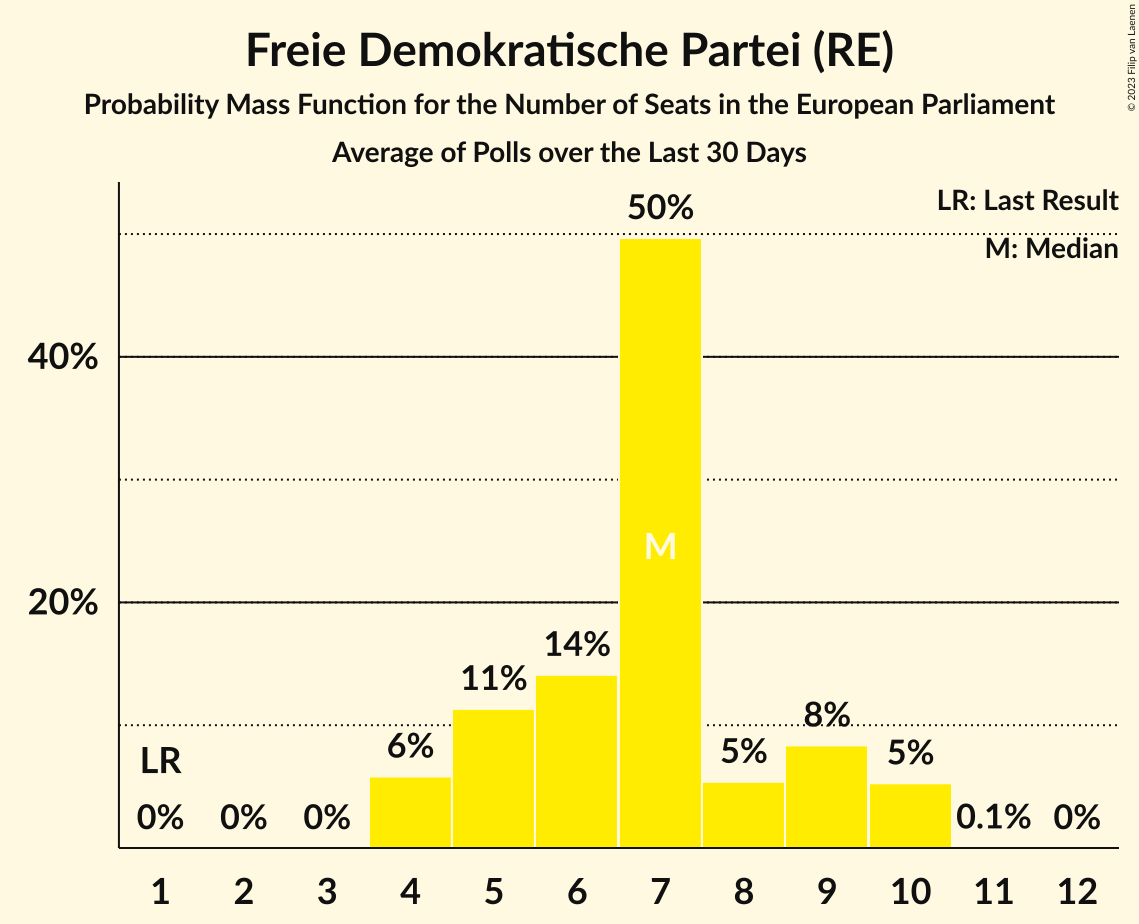 Freie Demokratische Partei (RE)
Probability Mass Function for the Number of Seats in the European Parliament
Average of Polls over the Last 30 Days
© 2023 Filip van Laenen
LR: Last Result
M: Median
50%
40%
M
20%
14%
11%
8%
6%
5%
5%
LR
0%
0%
0%
0.1%
0%
1 2 3 4 5 6 7 8 9 10 11 12